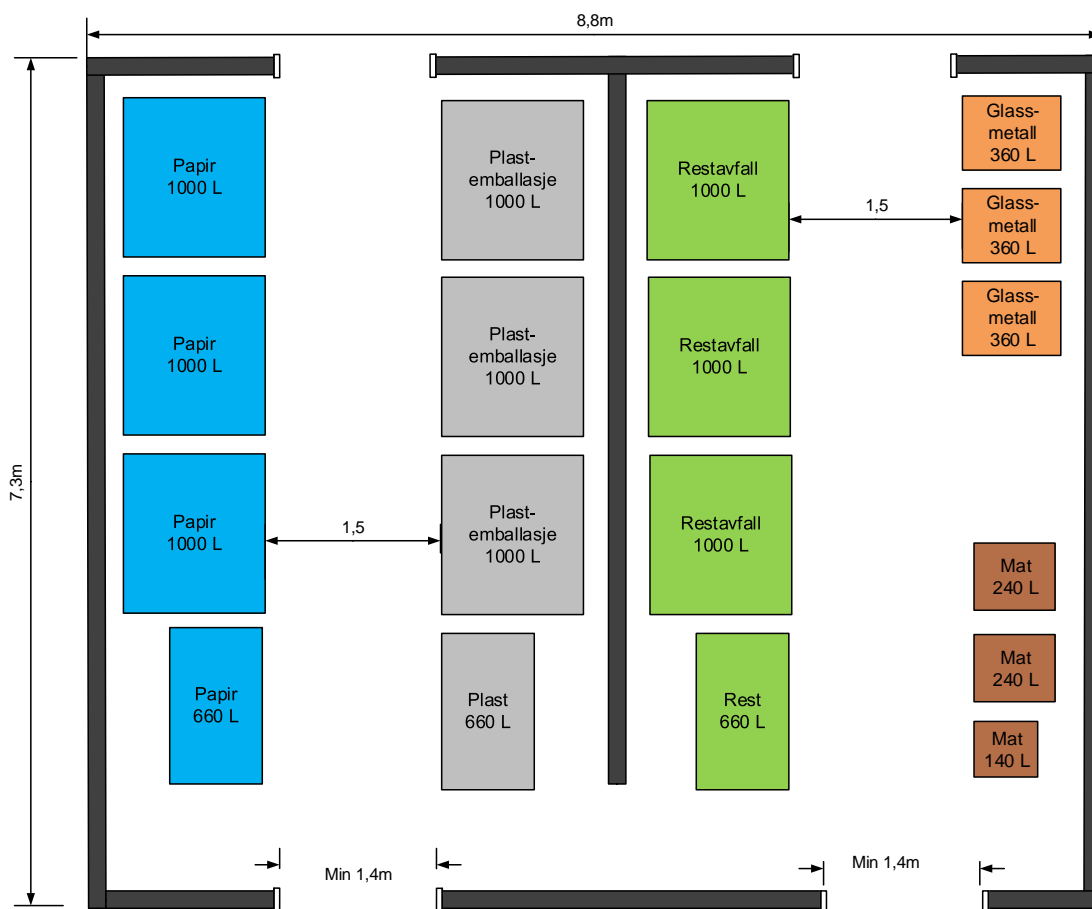 8,8m
Papir
1000 L
Plast-
emballasje
1000 L
Restavfall
1000 L
Glass-
metall
360 L
1,5
Glass-
metall
360 L
Papir
1000 L
Plast-
emballasje
1000 L
Restavfall
1000 L
Glass-
metall
360 L
7,3m
Papir
1000 L
1,5
Plast-
emballasje
1000 L
Restavfall
1000 L
Mat
240 L
Papir
660 L
Plast
660 L
Rest
660 L
Mat
240 L
Mat
140 L
Min 1,4m
Min 1,4m